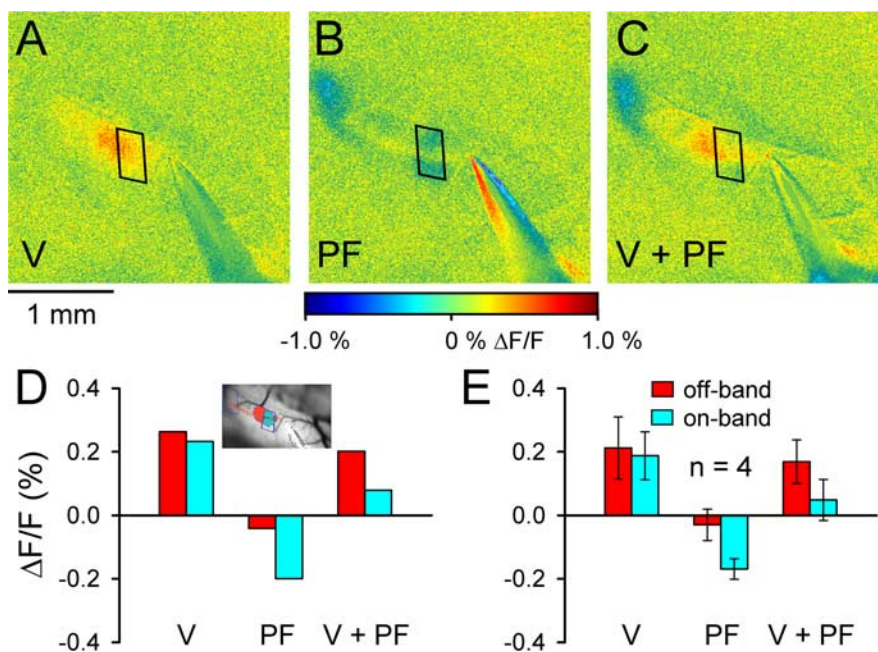 A
B
C
V
PF
V + PF
1 mm
-1.0 %
0 % ΔF/F
1.0 %
D
E
off-band
on-band
n = 4
ΔF/F (%)
0.4
0.2
0.0
-0.2
-0.4
V
PF
V + PF
0.4
0.2
0.0
-0.2
-0.4
V
PF
V + PF